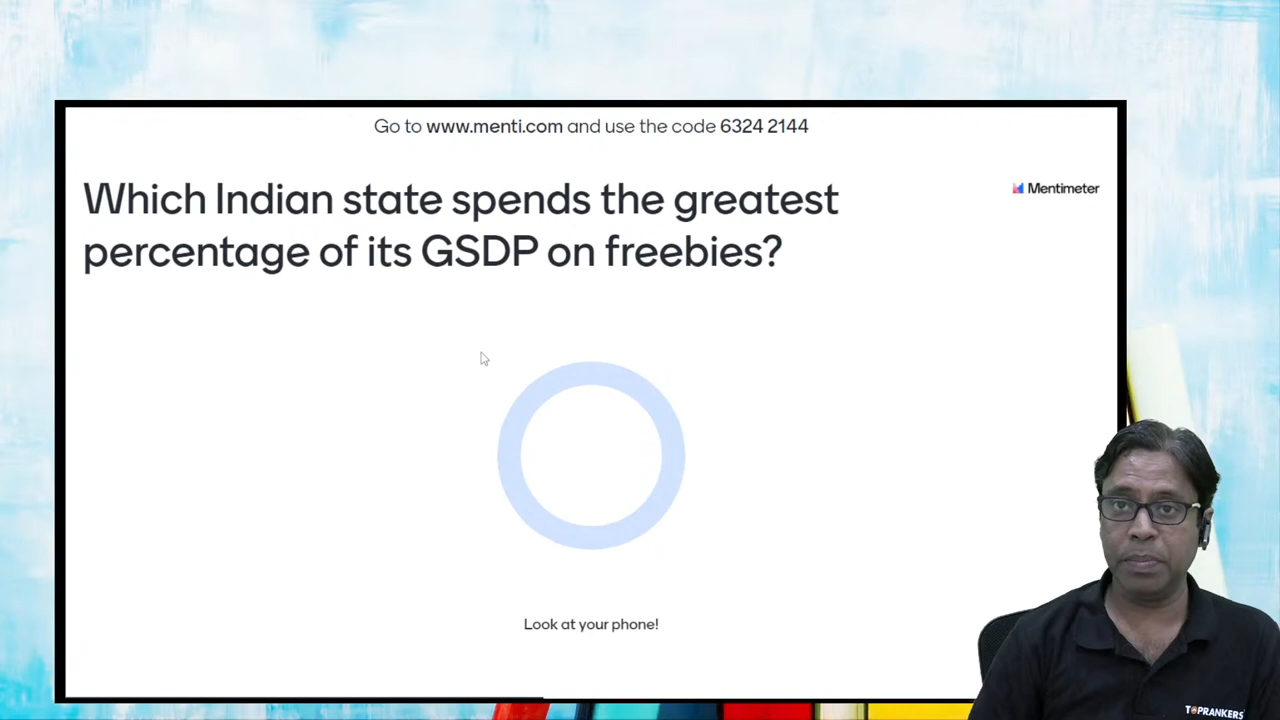 Go to www.menti.com and use the code 6324 2144
Mentimeter
Which Indian state spends the greatest
percentage of its GSDP on freebies?
Look at your phone!
TOPRANKERS